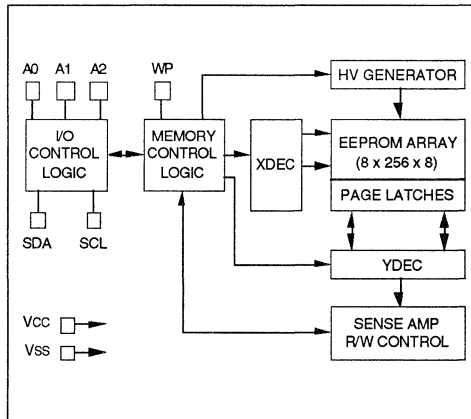 A0 A1 A2 WP
HV GENERATOR
I/O
CONTROL
LOGIC
MEMORY
CONTROL
LOGIC
XDEC
EEPROM ARRAY
(8 x 256 x 8)
PAGE LATCHES
SDA SCL
YDEC
VCC
VSS
SENSE AMP
R/W CONTROL